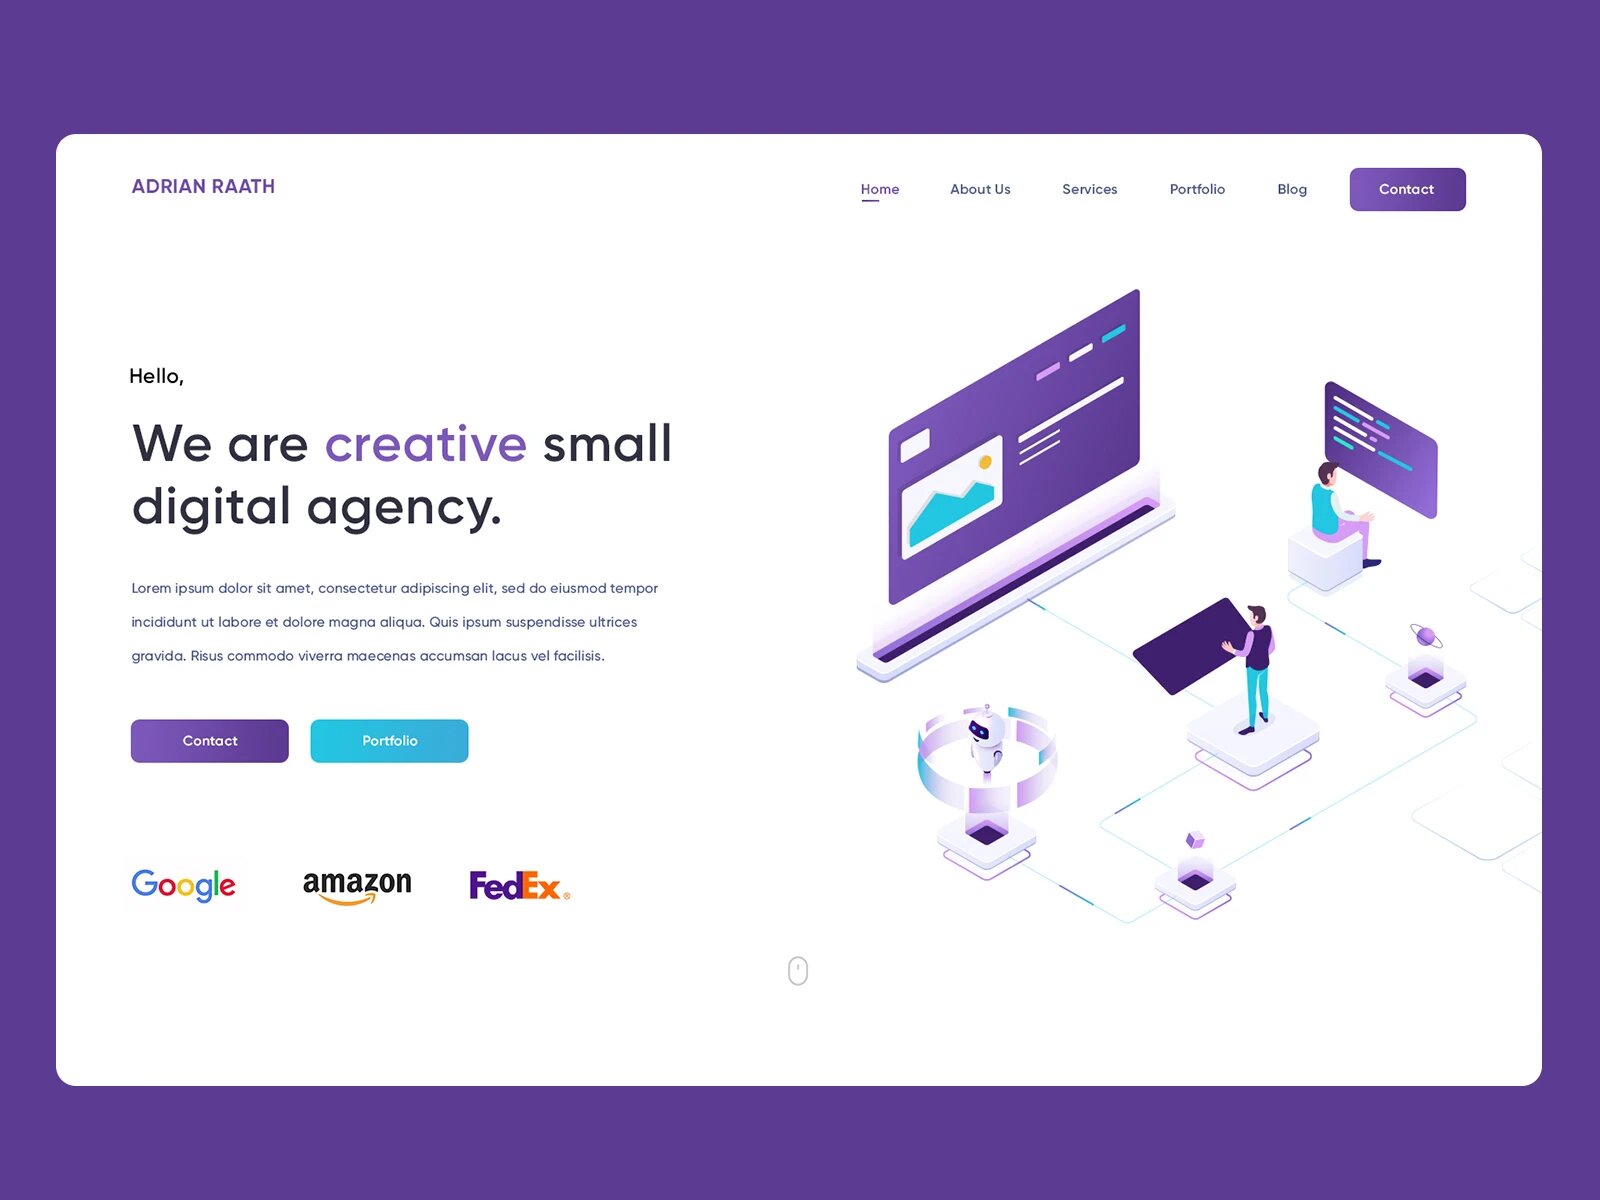 ADRIAN RAATH
Home About Us Services Portfolio Blog Contact
Hello,
We are creative small
digital agency.
Lorem ipsum dolor sit amet, consectetur adipiscing elit, sed do eiusmod tempor
incididunt ut labore et dolore magna aliqua. Quis ipsum suspendisse ultrices
gravida. Risus commodo viverra maecenas accumsan lacus vel facilisis.
Contact Portfolio
Google amazon FedEx®